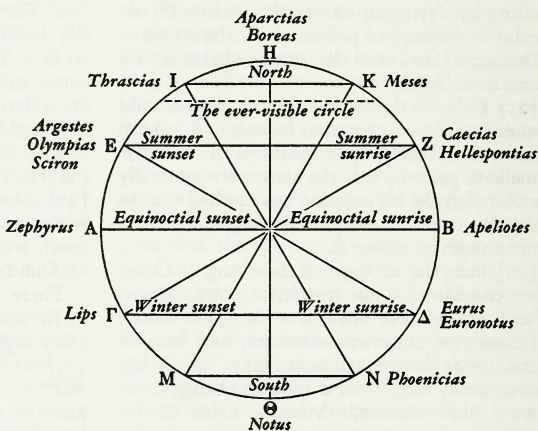 Aparctias
Boreas
H
Thrascias I North K Meses
The ever-visible circle
Argestes
Olympias
Sciron
E Summer sunset
Summer sunrise Z
Caecias
Hellespontias
Zephyrus A Equinoctial sunset Equinoctial sunrise B Apeliotes
Lips Γ Winter sunset Winter sunrise Δ
Eurus
Euronotus
M South N Phoenicias
Θ
Notus